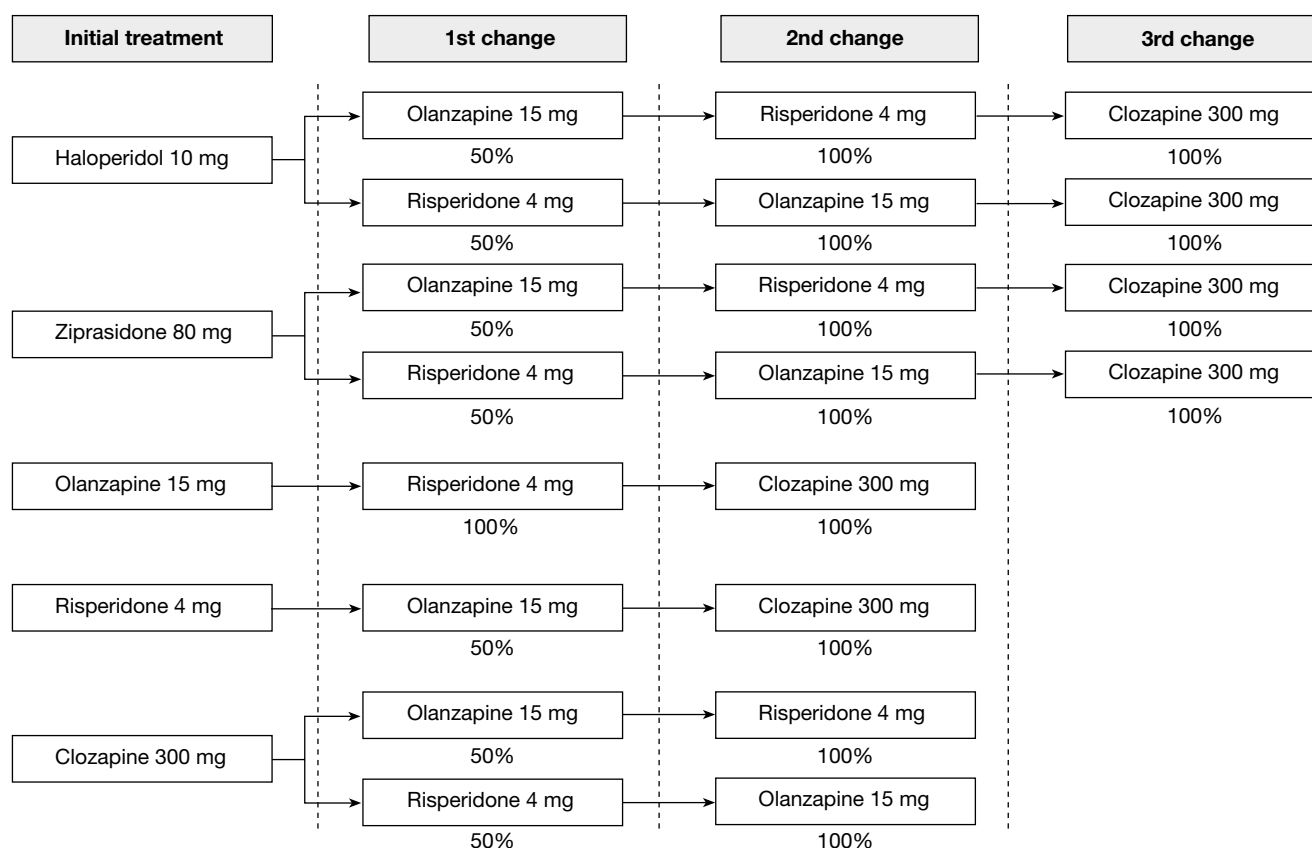 Initial treatment
1st change
2nd change
3rd change
Haloperidol 10 mg
Olanzapine 15 mg
50%
Risperidone 4 mg
100%
Clozapine 300 mg
100%
Risperidone 4 mg
50%
Olanzapine 15 mg
100%
Clozapine 300 mg
100%
Ziprasidone 80 mg
Olanzapine 15 mg
50%
Risperidone 4 mg
100%
Clozapine 300 mg
100%
Risperidone 4 mg
50%
Olanzapine 15 mg
100%
Clozapine 300 mg
100%
Olanzapine 15 mg
Risperidone 4 mg
100%
Clozapine 300 mg
100%
Risperidone 4 mg
Olanzapine 15 mg
50%
Clozapine 300 mg
100%
Clozapine 300 mg
Olanzapine 15 mg
50%
Risperidone 4 mg
100%
Risperidone 4 mg
50%
Olanzapine 15 mg
100%